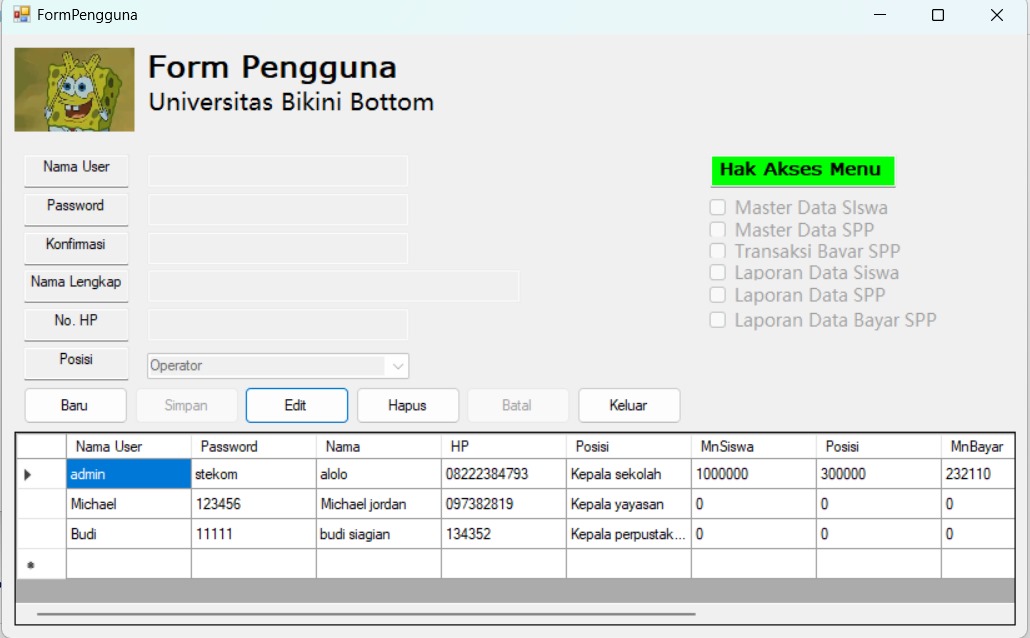 FormPengguna
Form Pengguna
Universitas Bikini Bottom
Nama User
Password
Konfirmasi
Nama Lengkap
No. HP
Posisi
Operator
Hak Akses Menu
Master Data SIswa
Master Data SPP
Transaksi Bayar SPP
Laporan Data Siswa
Laporan Data SPP
Laporan Data Bayar SPP
Baru Simpan Edit Hapus Batal Keluar
Nama User Password Nama HP Posisi MnSiswa Posisi MnBayar
admin stekom alolo 08222384793 Kepala sekolah 1000000 300000 232110
Michael 123456 Michael jordan 097382819 Kepala yayasan 0 0 0
Budi 11111 budi siagian 134352 Kepala perpustak... 0 0 0